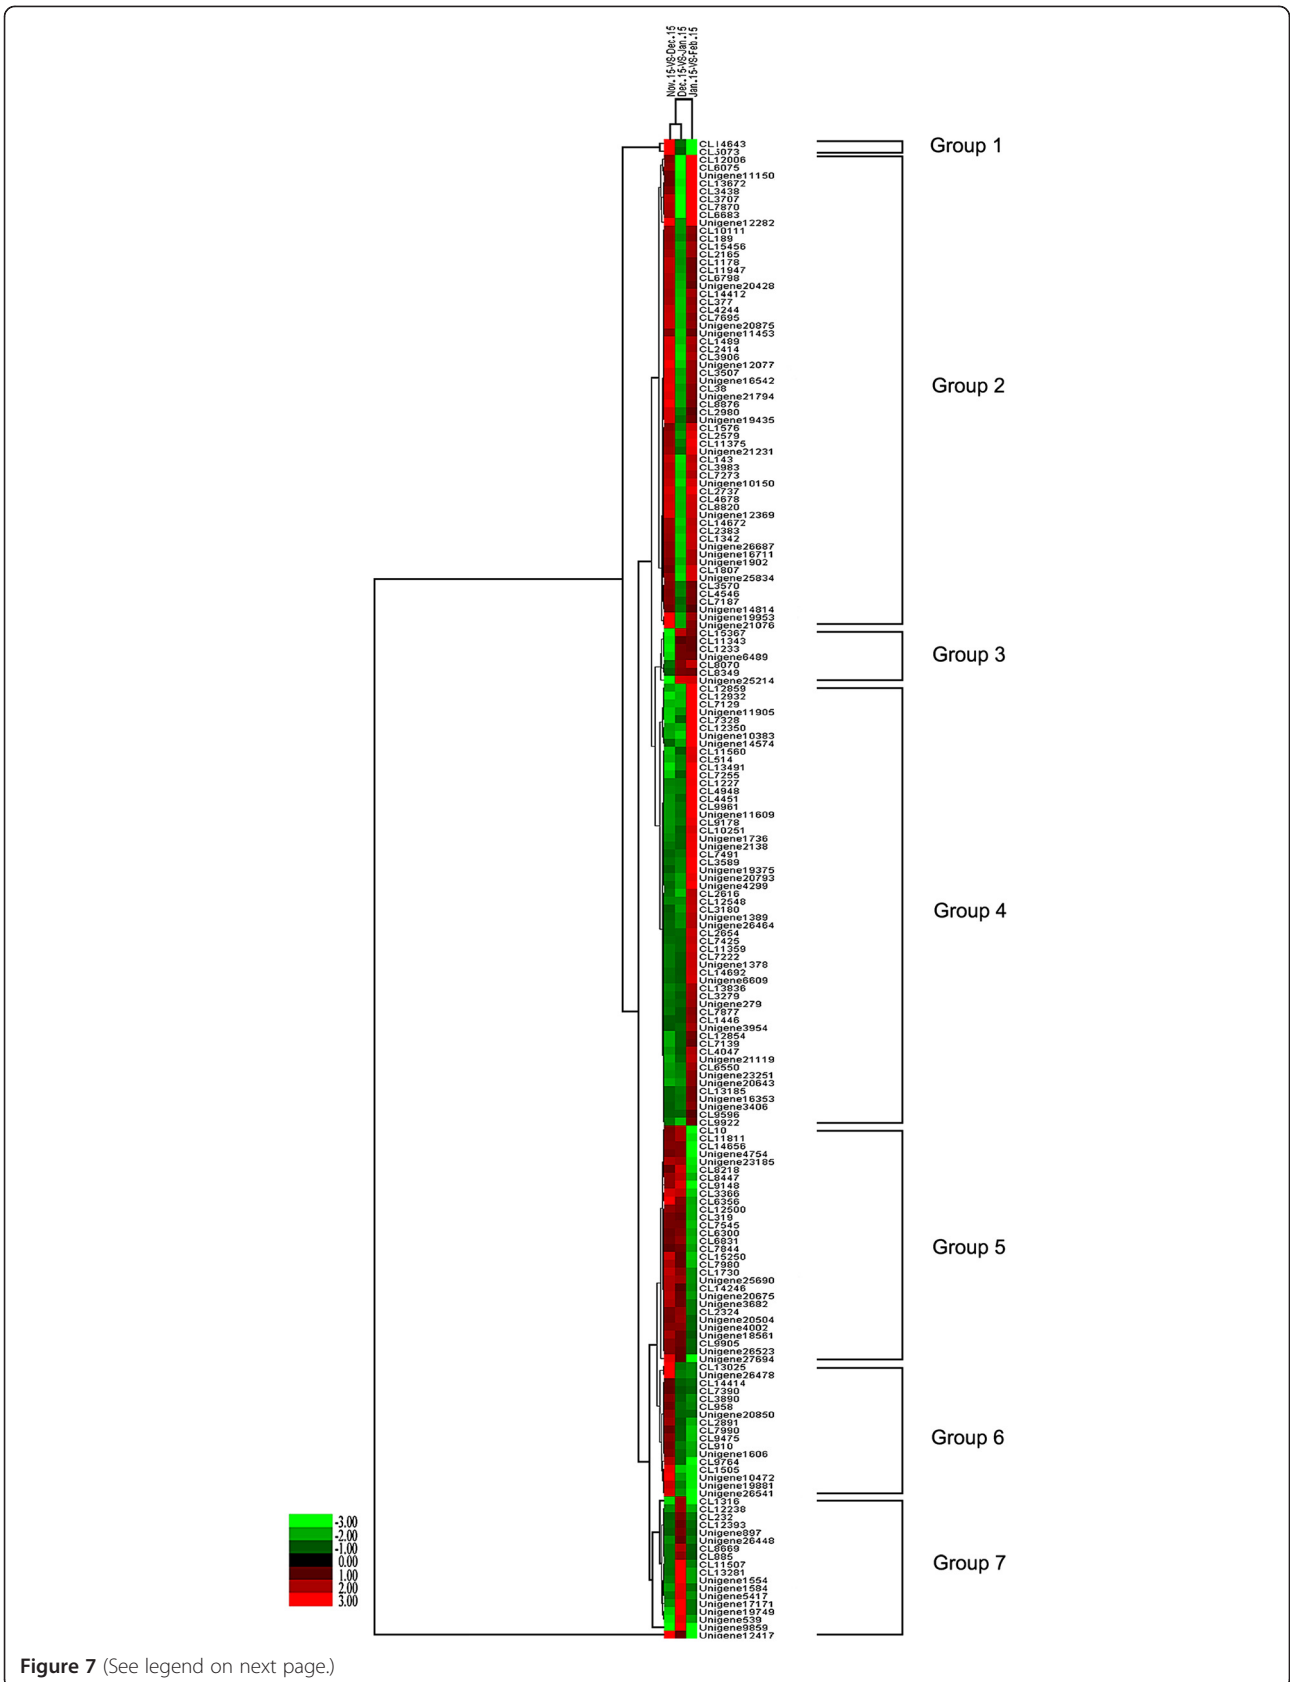 Nov.15-VS-Dec.15
Dec.15-VS-Jan.15
Jan.15-VS-Feb.15
CL14643
CL5073
CL12006
CL6075
Unigene11150
CL13672
CL3438
CL3707
CL7870
CL6683
Unigene12282
CL10111
CL189
CL15456
CL2165
CL1178
CL11947
CL6798
Unigene20428
CL14412
CL377
CL4244
CL7695
Unigene20875
Unigene11453
CL1489
CL2414
CL3906
Unigene12077
CL3507
Unigene16542
CL38
Unigene21794
CL8876
CL2980
Unigene19435
CL1576
CL2579
CL11375
Unigene21231
CL143
CL3983
CL7273
Unigene10150
CL2737
CL4678
CL8820
Unigene12369
CL14672
CL2383
CL1342
Unigene26687
Unigene16711
Unigene1902
CL1807
Unigene25834
CL3570
CL4546
CL7187
Unigene14814
Unigene19953
Unigene21076
CL15367
CL11343
CL1233
Unigene6489
CL8070
CL8349
Unigene25214
CL12859
CL12932
CL7129
Unigene11905
CL7328
CL12350
Unigene10383
Unigene14574
CL11560
CL514
CL13491
CL7255
CL1227
CL4948
CL4451
CL9961
Unigene11609
CL9178
CL10251
Unigene1736
Unigene2138
CL7491
CL3589
Unigene19375
Unigene20793
Unigene4299
CL2616
CL12548
CL3180
Unigene1389
Unigene26464
CL2654
CL7425
CL11359
CL7222
Unigene1378
CL14692
Unigene6609
CL13836
CL3279
Unigene279
CL7877
CL1446
Unigene3954
CL12854
CL7139
CL4047
Unigene21119
CL6550
Unigene23251
Unigene20643
CL13185
Unigene16353
Unigene3406
CL9596
CL9922
CL10
CL11811
CL14656
Unigene4754
Unigene23185
CL8218
CL8447
CL9148
CL3366
CL6356
CL12500
CL319
CL7545
CL6300
CL6831
CL7844
CL15250
CL7980
CL1730
Unigene25690
CL14246
Unigene20675
Unigene3682
CL2324
Unigene20504
Unigene4002
Unigene18561
CL9905
Unigene26523
Unigene27694
CL13025
Unigene26478
CL14414
CL7390
CL3890
CL958
Unigene20850
CL2891
CL7990
CL9475
CL910
Unigene1606
CL9764
CL1505
Unigene10472
Unigene19881
Unigene26541
CL1316
CL12238
CL232
CL12393
Unigene897
Unigene26448
CL8669
CL885
CL11507
CL13281
Unigene1554
Unigene1584
Unigene5417
Unigene17171
Unigene19749
Unigene539
Unigene9859
Unigene12417
Group 1
Group 2
Group 3
Group 4
Group 5
Group 6
Group 7
-3.00
-2.00
-1.00
0.00
1.00
2.00
3.00
Figure 7 (See legend on next page.)